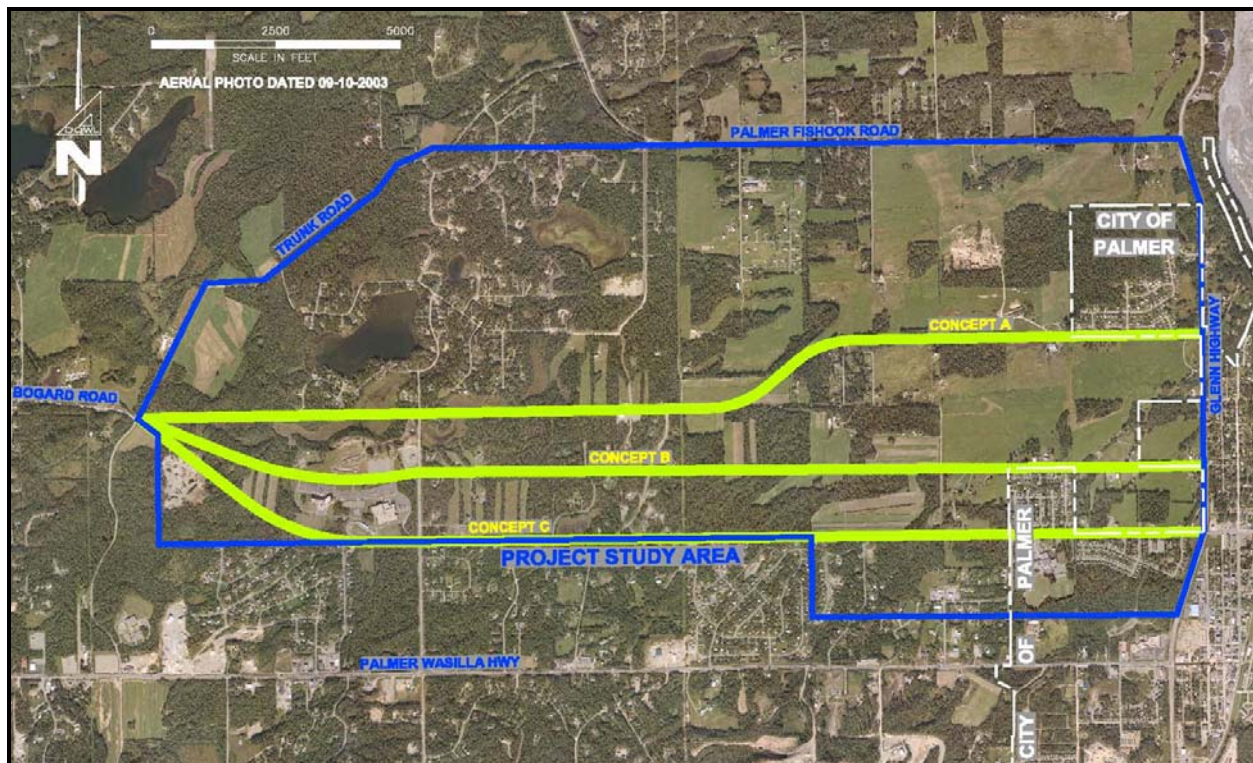 0 2500 5000
SCALE IN FEET
AERIAL PHOTO DATED 09-10-2003
DOWL
N
PALMER FISHOOK ROAD
TRUNK ROAD
CITY OF
PALMER
CONCEPT A
GLENN HIGHWAY
BOGARD ROAD
CONCEPT B
CONCEPT C
PROJECT STUDY AREA
CITY OF PALMER
PALMER WASILLA HWY